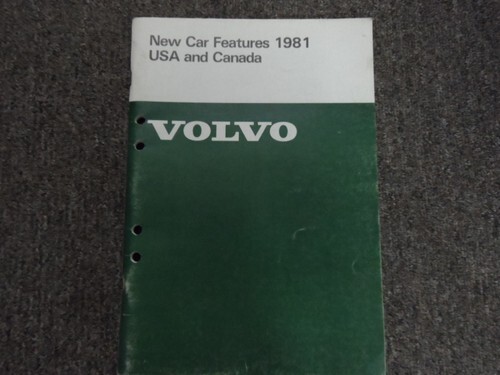 New Car Features 1981
USA and Canada
VOLVO